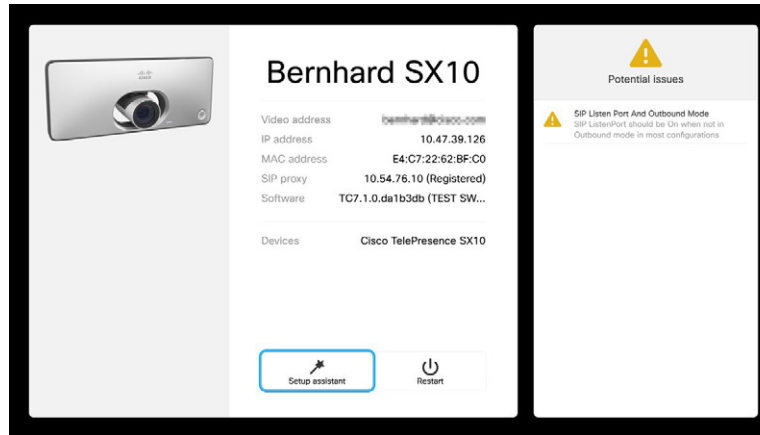 cisco
Bernhard SX10
Video address
IP address 10.47.39.126
MAC address E4:C7:22:62:BF:C0
SIP proxy 10.54.76.10 (Registered)
Software TC7.1.0.da1b3db (TEST SW...
Devices Cisco TelePresence SX10
Setup assistant
Restart
Potential issues
SIP Listen Port And Outbound Mode
SIP ListenPort should be On when not in
Outbound mode in most configurations